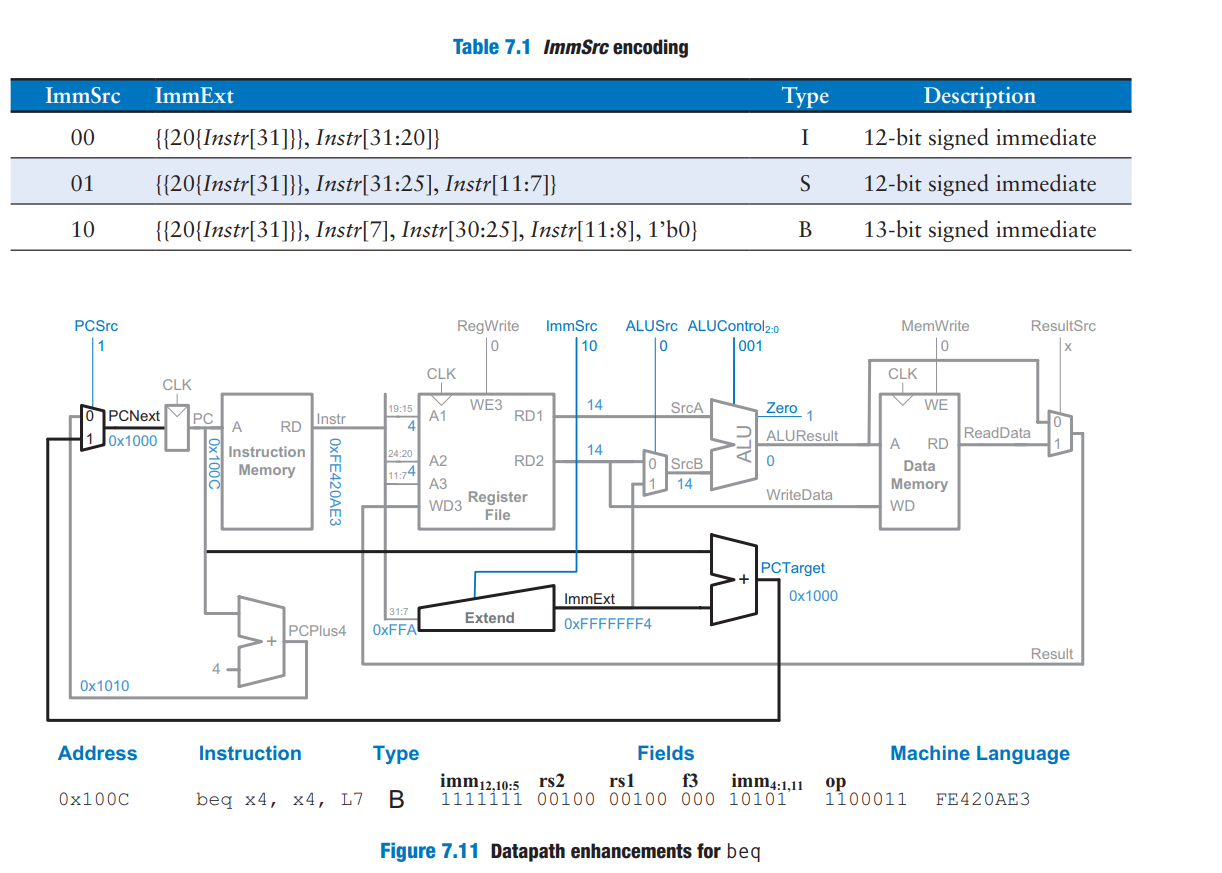 Table 7.1 ImmSrc encoding
ImmSrc ImmExt Type Description
00 {{20{Instr[31]}}, Instr[31:20]} I 12-bit signed immediate
01 {{20{Instr[31]}}, Instr[31:25], Instr[11:7]} S 12-bit signed immediate
10 {{20{Instr[31]}}, Instr[7], Instr[30:25], Instr[11:8], 1’b0} B 13-bit signed immediate
PCSrc RegWrite ImmSrc ALUSrc ALUControl2:0 MemWrite ResultSrc
1 0 10 0 001 0 x
CLK CLK CLK
0 PCNext PC A RD Instr 19:15 A1 WE3 RD1 14 SrcA Zero 1 WE 0
1 0x1000 4 ALUResult ReadData 1
0x100C Instruction Memory 0xFE420AE3 24:20 A2 RD2 14 0 SrcB ALU 0 A RD
11:7 4 A3 1 14 Data Memory
WD3 Register File WriteData WD
+ PCTarget
31:7 Extend ImmExt 0x1000
0xFFA 0xFFFFFFF4
+ PCPlus4
4 Result
0x1010
Address Instruction Type Fields Machine Language
imm12,10:5 rs2 rs1 f3 imm4:1,11 op
0x100C beq x4, x4, L7 B 1111111 00100 00100 000 10101 1100011 FE420AE3
Figure 7.11 Datapath enhancements for beq